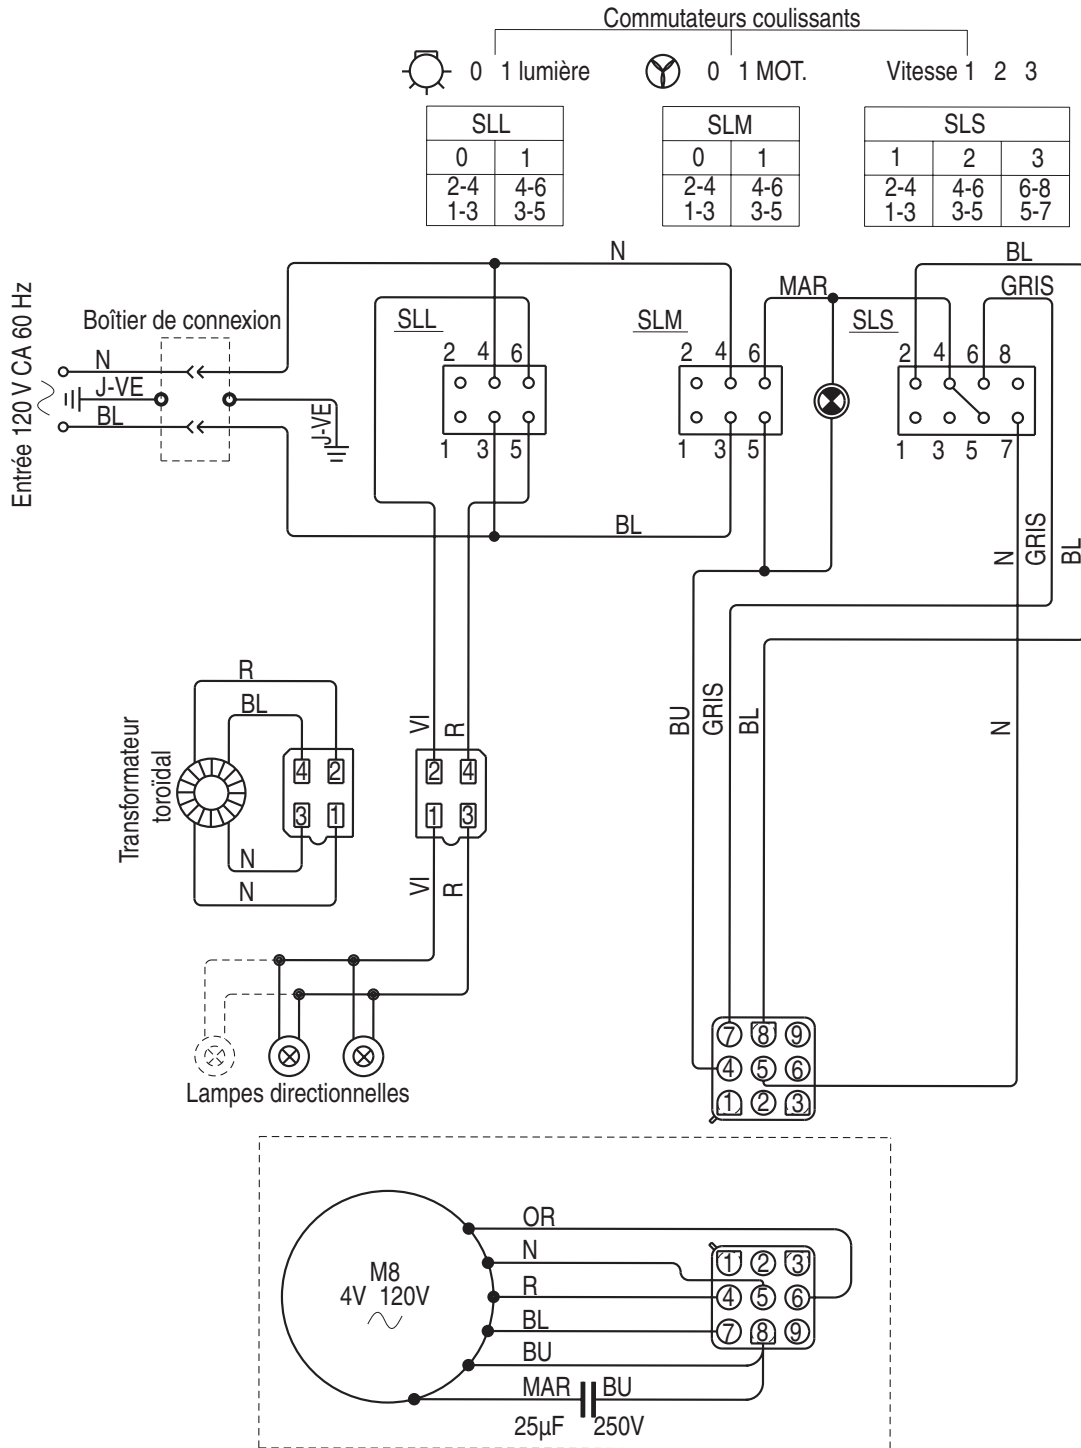 Commutateurs coulissants
0 1 lumière
0 1 MOT.
Vitesse 1 2 3
SLL
0 1
2-4 4-6
1-3 3-5
SLM
0 1
2-4 4-6
1-3 3-5
SLS
1 2 3
2-4 4-6 6-8
1-3 3-5 5-7
Entrée 120 V CA 60 Hz
Boîtier de connexion
N
J-VE
BL
J-VE
N
BL
SLL
2 4 6
1 3 5
SLM
2 4 6
1 3 5
MAR
SLS
2 4 6 8
1 3 5 7
BL
GRIS
N
GRIS
BL
BU
GRIS
BL
N
Transformateur
toroïdal
R
BL
4 2
3 1
N
N
VI
R
2 4
1 3
VI
R
Lampes directionnelles
7 8 9
4 5 6
1 2 3
M8
4V 120V
OR
N
R
BL
BU
MAR
BU
25µF 250V
1 2 3
4 5 6
7 8 9